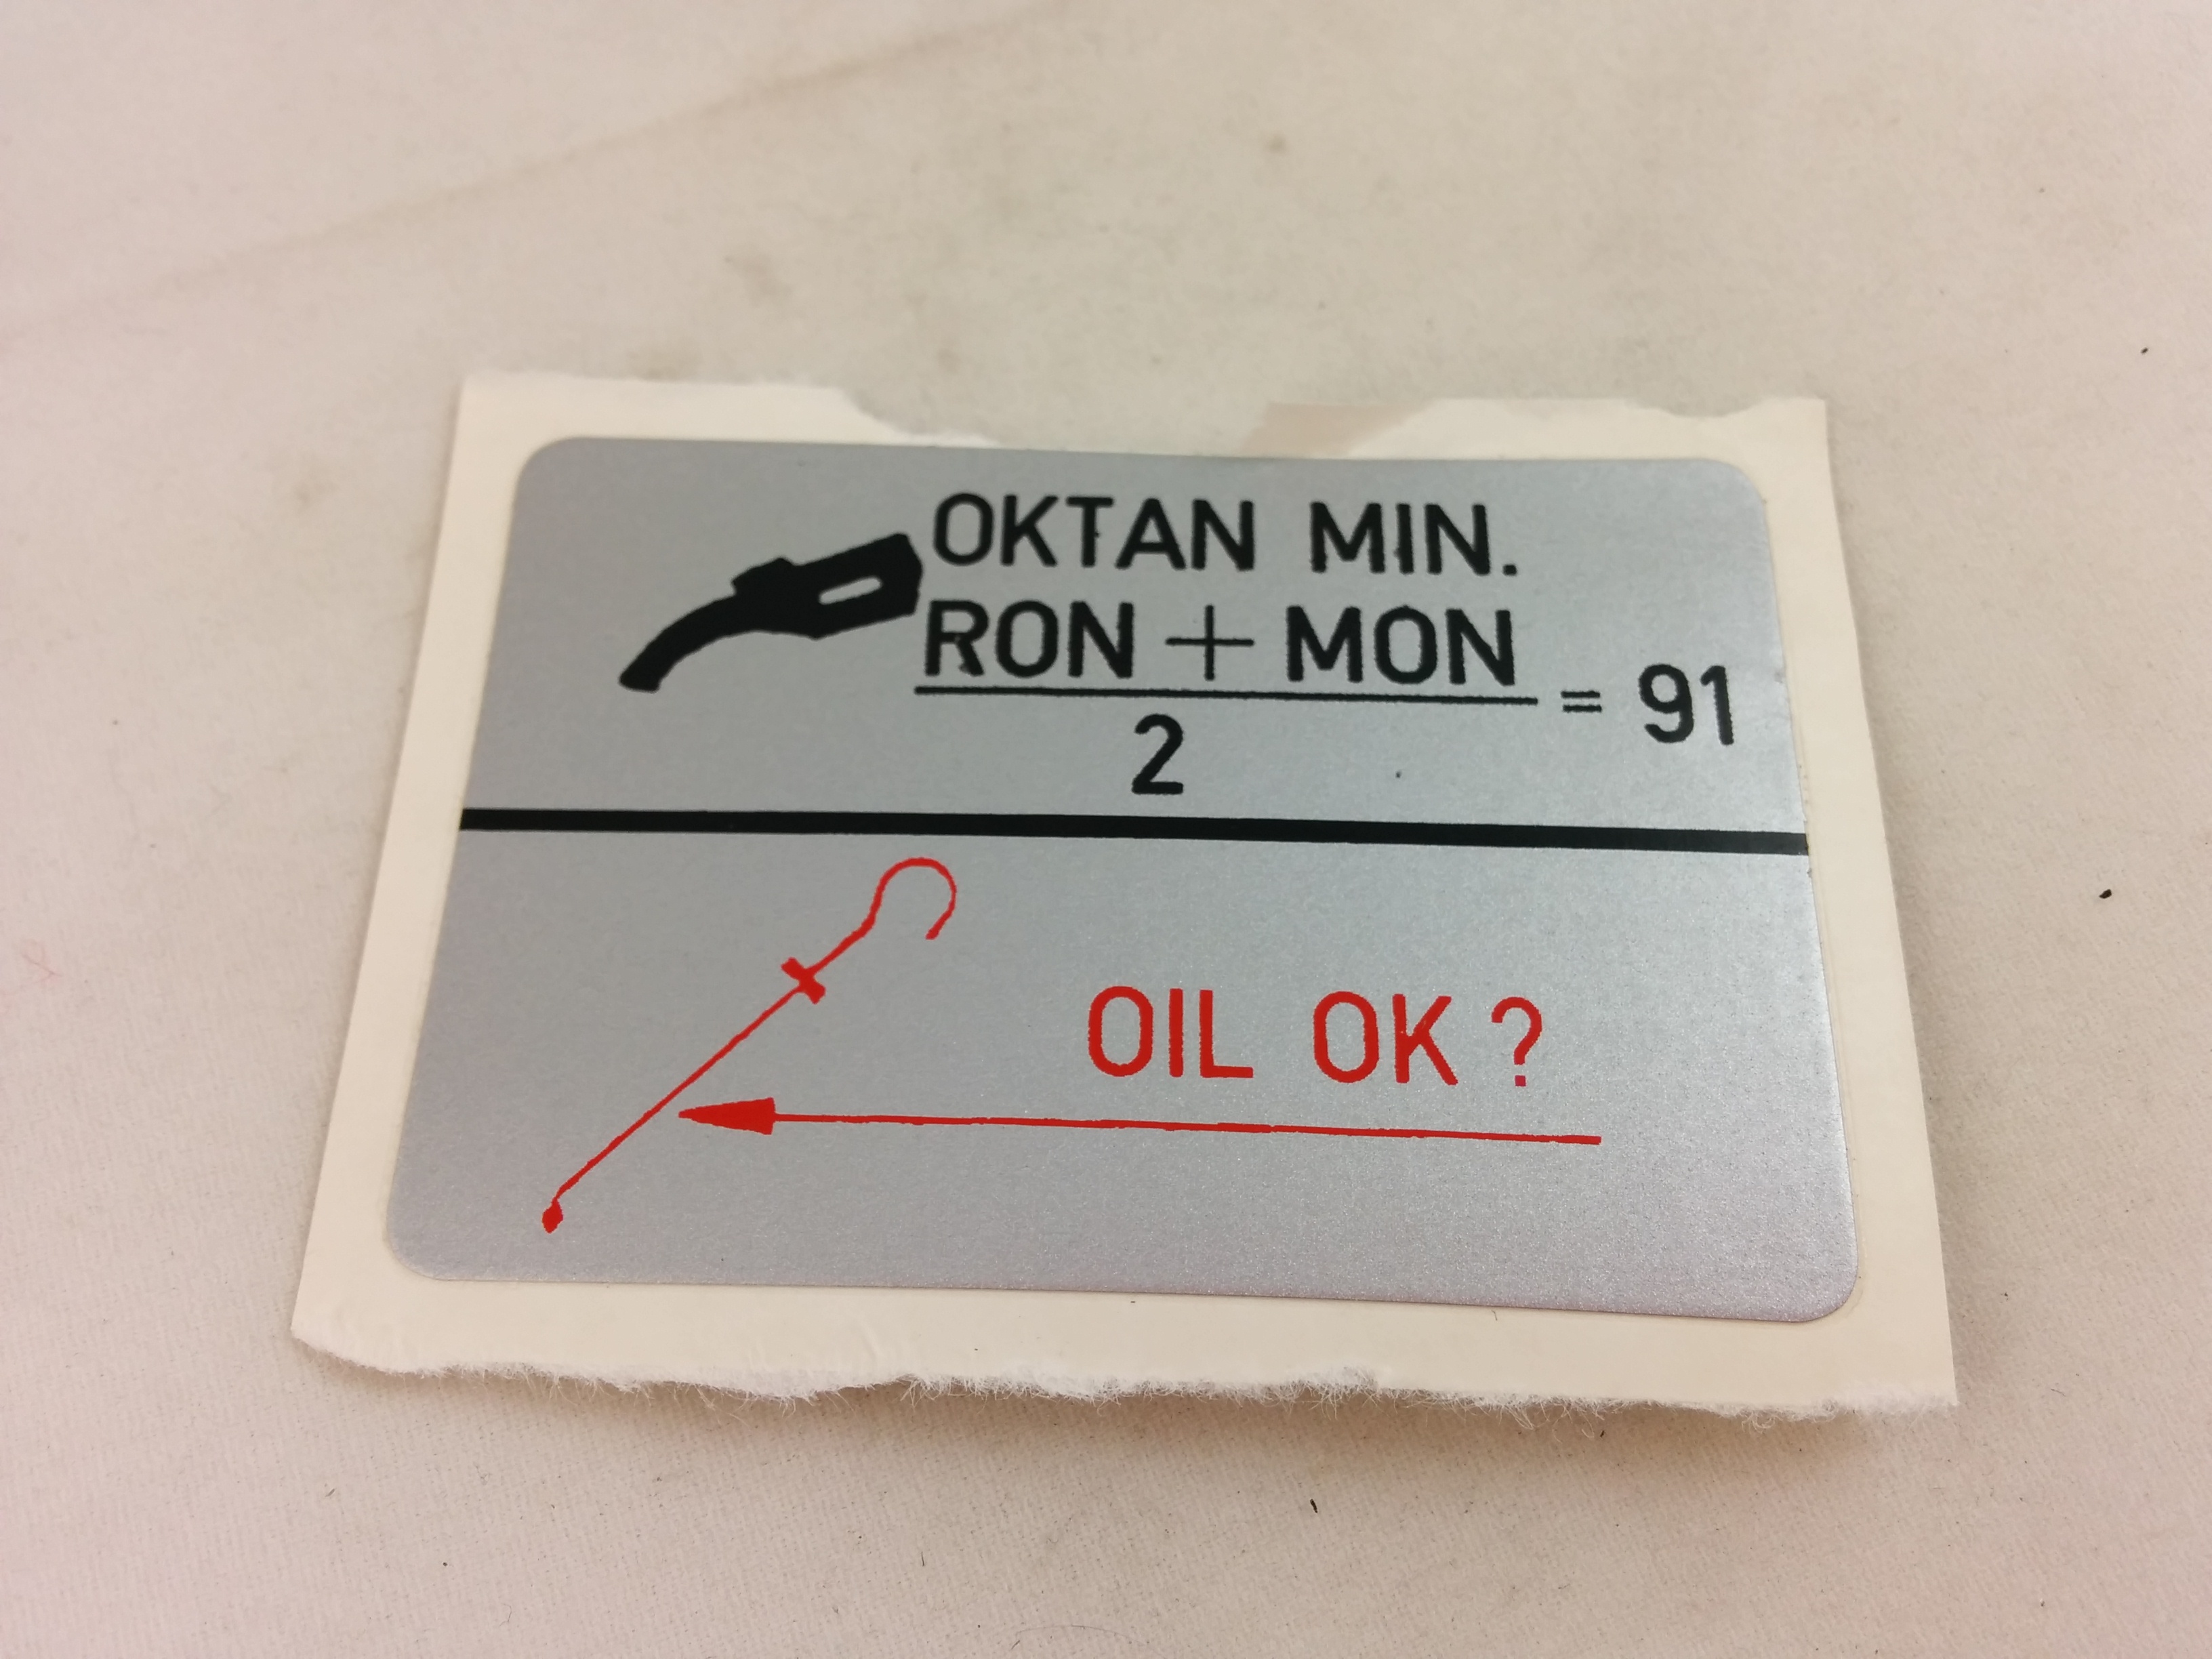 OKTAN MIN.
RON + MON
2
= 91
OIL OK ?